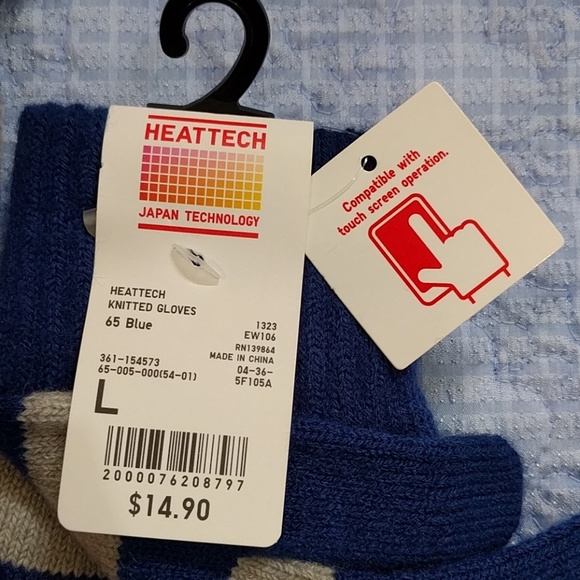 HEATTECH
JAPAN TECHNOLOGY
HEATTECH
KNITTED GLOVES
65 Blue
1323
EW106
RN139864
MADE IN CHINA
361-154573
65-005-000(54-01)
04-36-
5F105A
L
2000076208797
$14.90
Compatible with
touch screen operation.